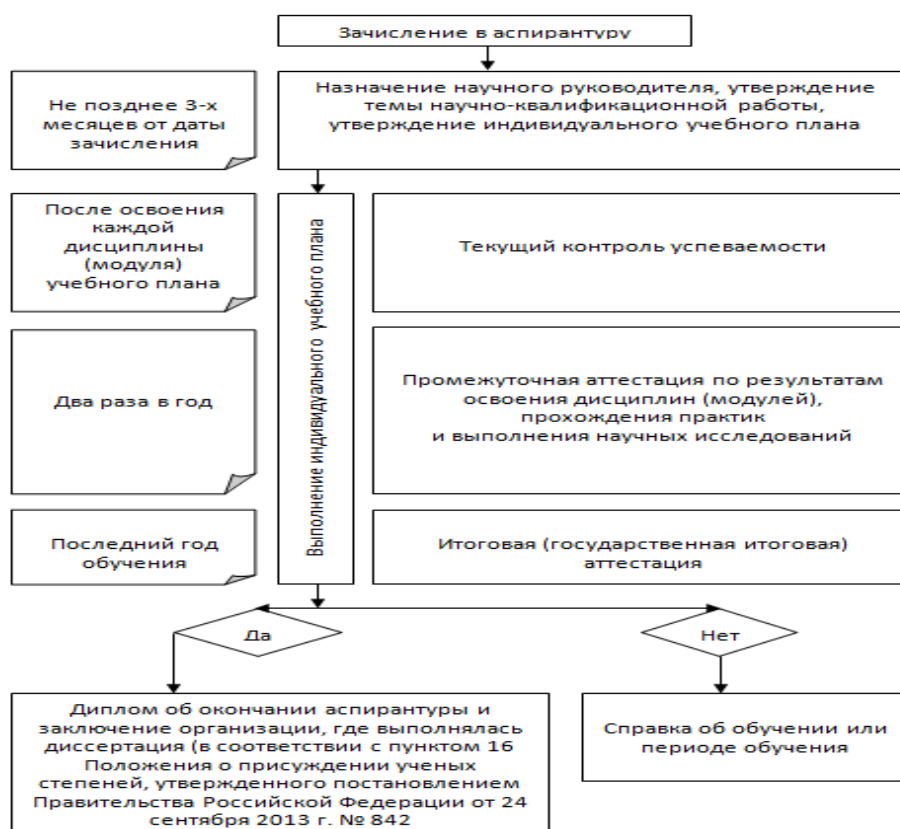 Зачисление в аспирантуру
Не позднее 3-х
месяцев от даты
зачисления
Назначение научного руководителя, утверждение
темы научно-квалификационной работы,
утверждение индивидуального учебного плана
После освоения
каждой
дисциплины
(модуля)
учебного плана
Выполнение индивидуального учебного плана
Текущий контроль успеваемости
Два раза в год
Промежуточная аттестация по результатам
освоения дисциплин (модулей),
прохождения практик
и выполнения научных исследований
Последний год
обучения
Итоговая (государственная итоговая)
аттестация
Да
Нет
Диплом об окончании аспирантуры и
заключение организации, где выполнялась
диссертация (в соответствии с пунктом 16
Положения о присуждении ученых
степеней, утвержденного постановлением
Правительства Российской Федерации от 24
сентября 2013 г. № 842
Справка об обучении или
периоде обучения